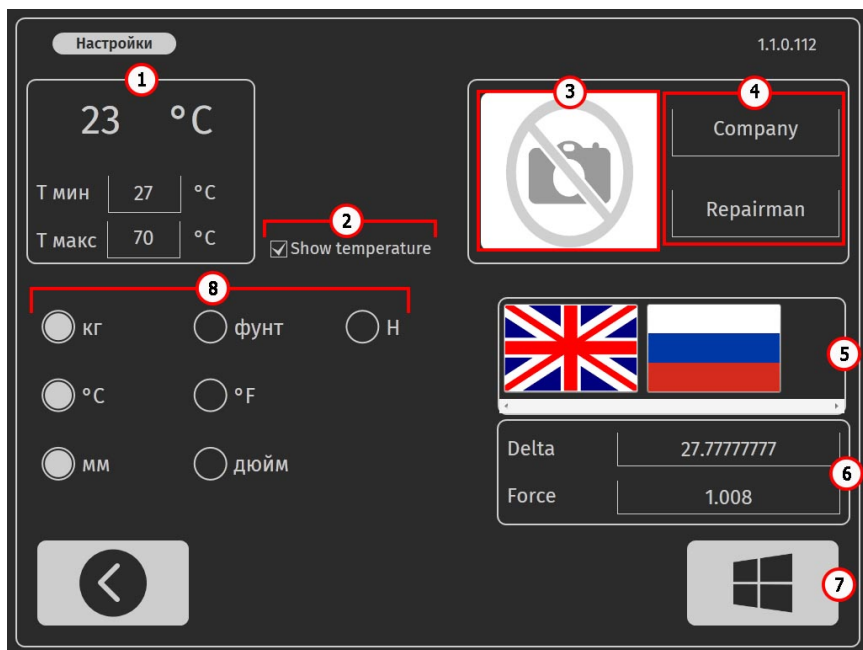 Настройки
1.1.0.112
1
3
4
23 °C
Company
Т мин 27 °C
Repairman
Т макс 70 °C
2
Show temperature
8
кг фунт Н
5
°C °F
мм дюйм
Delta 27.77777777
6
Force 1.008
7